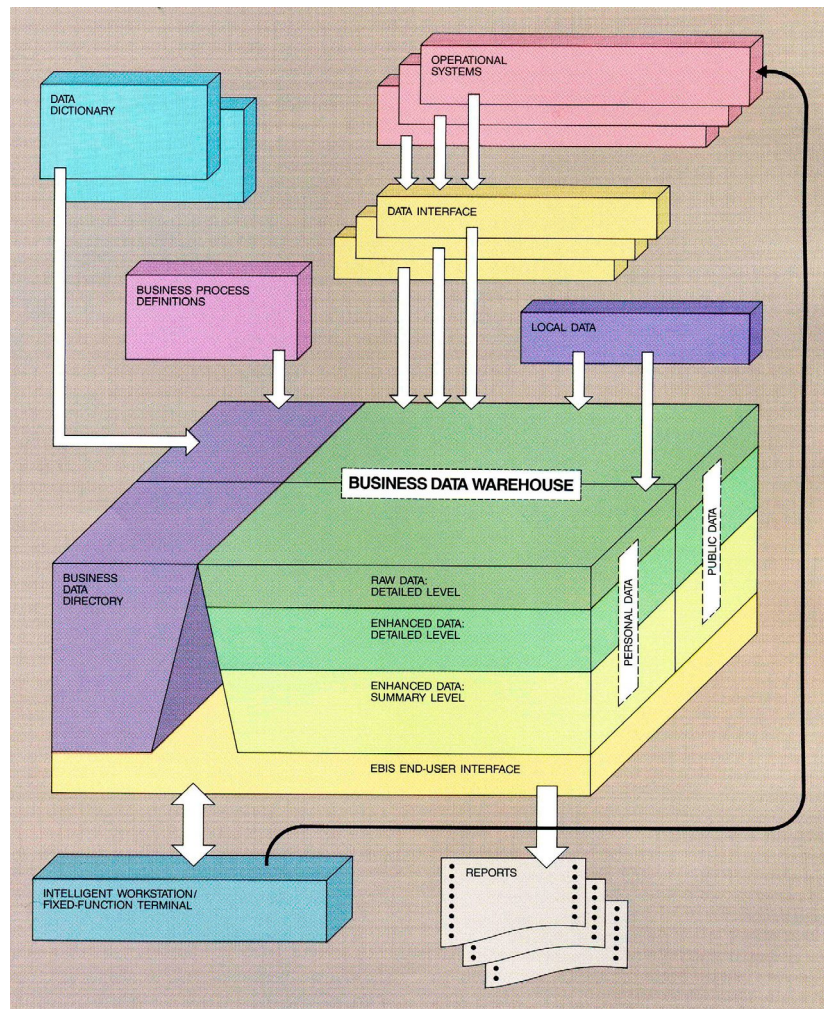 OPERATIONAL
SYSTEMS
DATA
DICTIONARY
DATA INTERFACE
BUSINESS PROCESS
DEFINITIONS
LOCAL DATA
BUSINESS DATA WAREHOUSE
BUSINESS
DATA
DIRECTORY
RAW DATA:
DETAILED LEVEL
ENHANCED DATA:
DETAILED LEVEL
ENHANCED DATA:
SUMMARY LEVEL
PERSONAL DATA
PUBLIC DATA
EBIS END-USER INTERFACE
INTELLIGENT WORKSTATION/
FIXED-FUNCTION TERMINAL
REPORTS